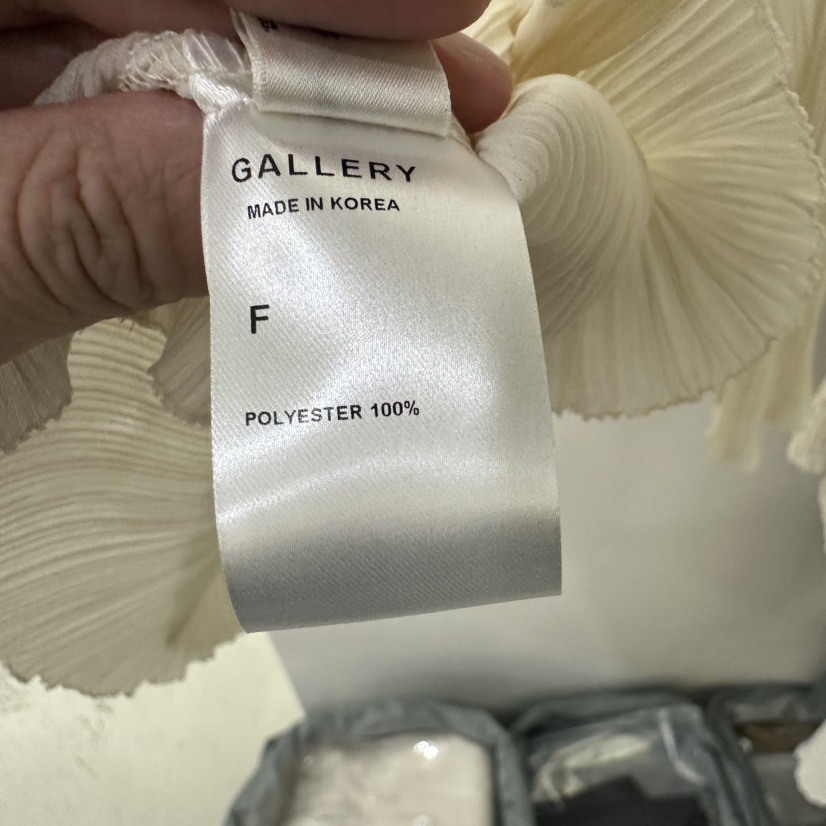 GALLERY
MADE IN KOREA
F
POLYESTER 100%